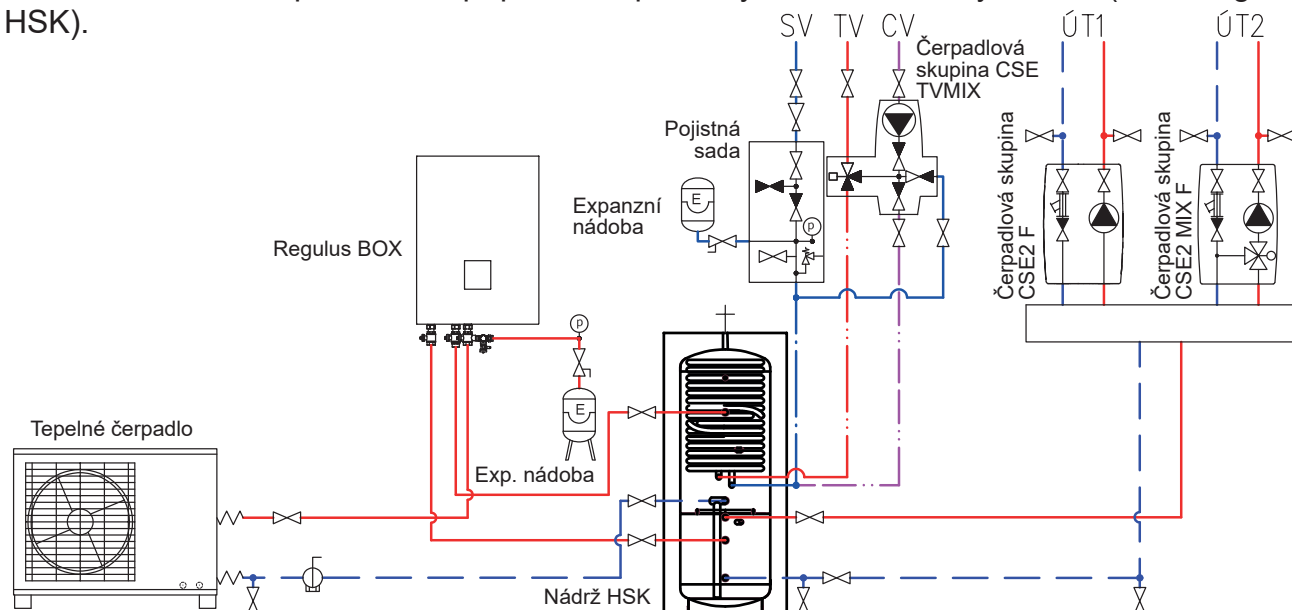 HSK).
SV
TV
CV
ÚT1
ÚT2
Čerpadlová
skupina CSE
TVMIX
Pojistná
sada
Čerpadlová skupina
CSE2 F
Čerpadlová skupina
CSE2 MIX F
E
Expanzní
nádoba
p
Regulus BOX
p
E
Tepelné čerpadlo
Exp. nádoba
Nádrž HSK